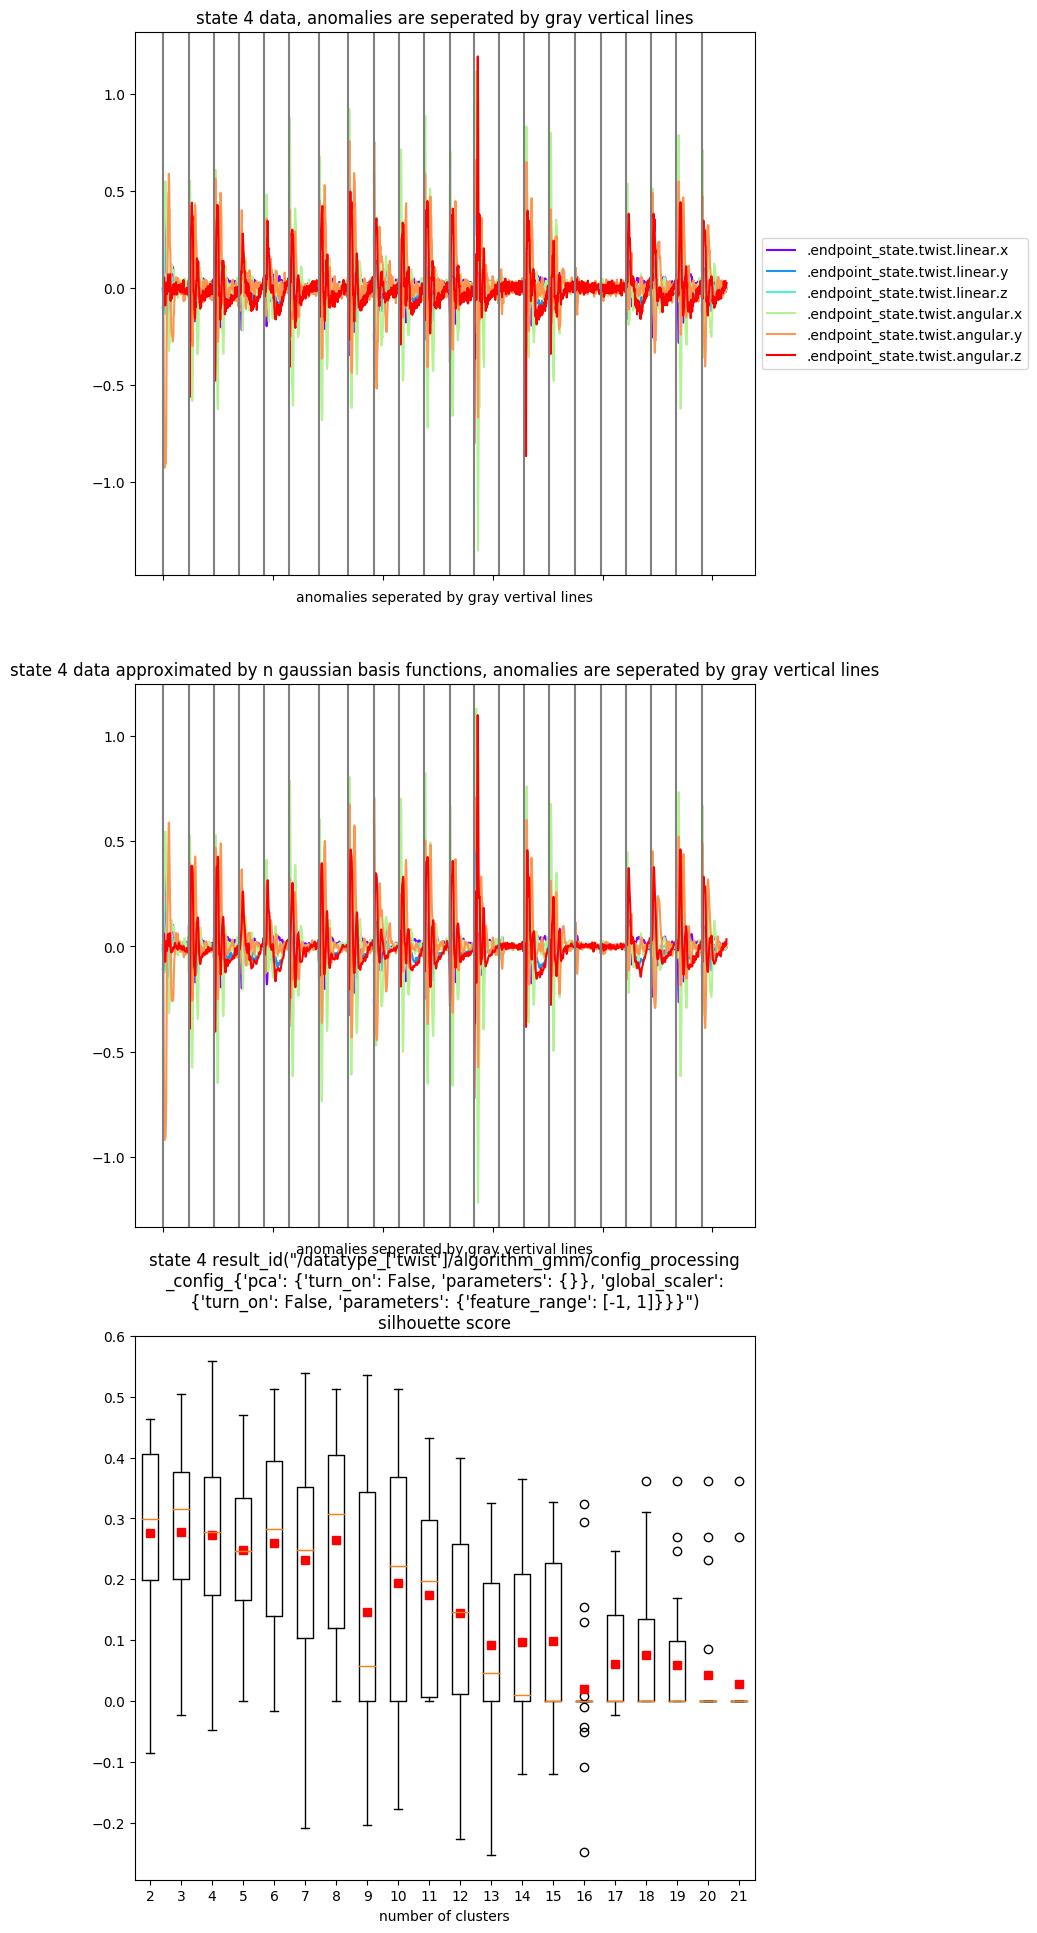 state 4 data, anomalies are seperated by gray vertical lines
1.0
0.5
0.0
−0.5
−1.0
.endpoint_state.twist.linear.x
.endpoint_state.twist.linear.y
.endpoint_state.twist.linear.z
.endpoint_state.twist.angular.x
.endpoint_state.twist.angular.y
.endpoint_state.twist.angular.z
anomalies seperated by gray vertival lines
state 4 data approximated by n gaussian basis functions, anomalies are seperated by gray vertical lines
1.0
0.5
0.0
−0.5
−1.0
anomalies seperated by gray vertival lines
state 4 result_id("/datatype_['twist']/algorithm_gmm/config_processing
_config_{'pca': {'turn_on': False, 'parameters': {}}, 'global_scaler':
{'turn_on': False, 'parameters': {'feature_range': [-1, 1]}}}")
silhouette score
0.6
0.5
0.4
0.3
0.2
0.1
0.0
−0.1
−0.2
2 3 4 5 6 7 8 9 10 11 12 13 14 15 16 17 18 19 20 21
number of clusters